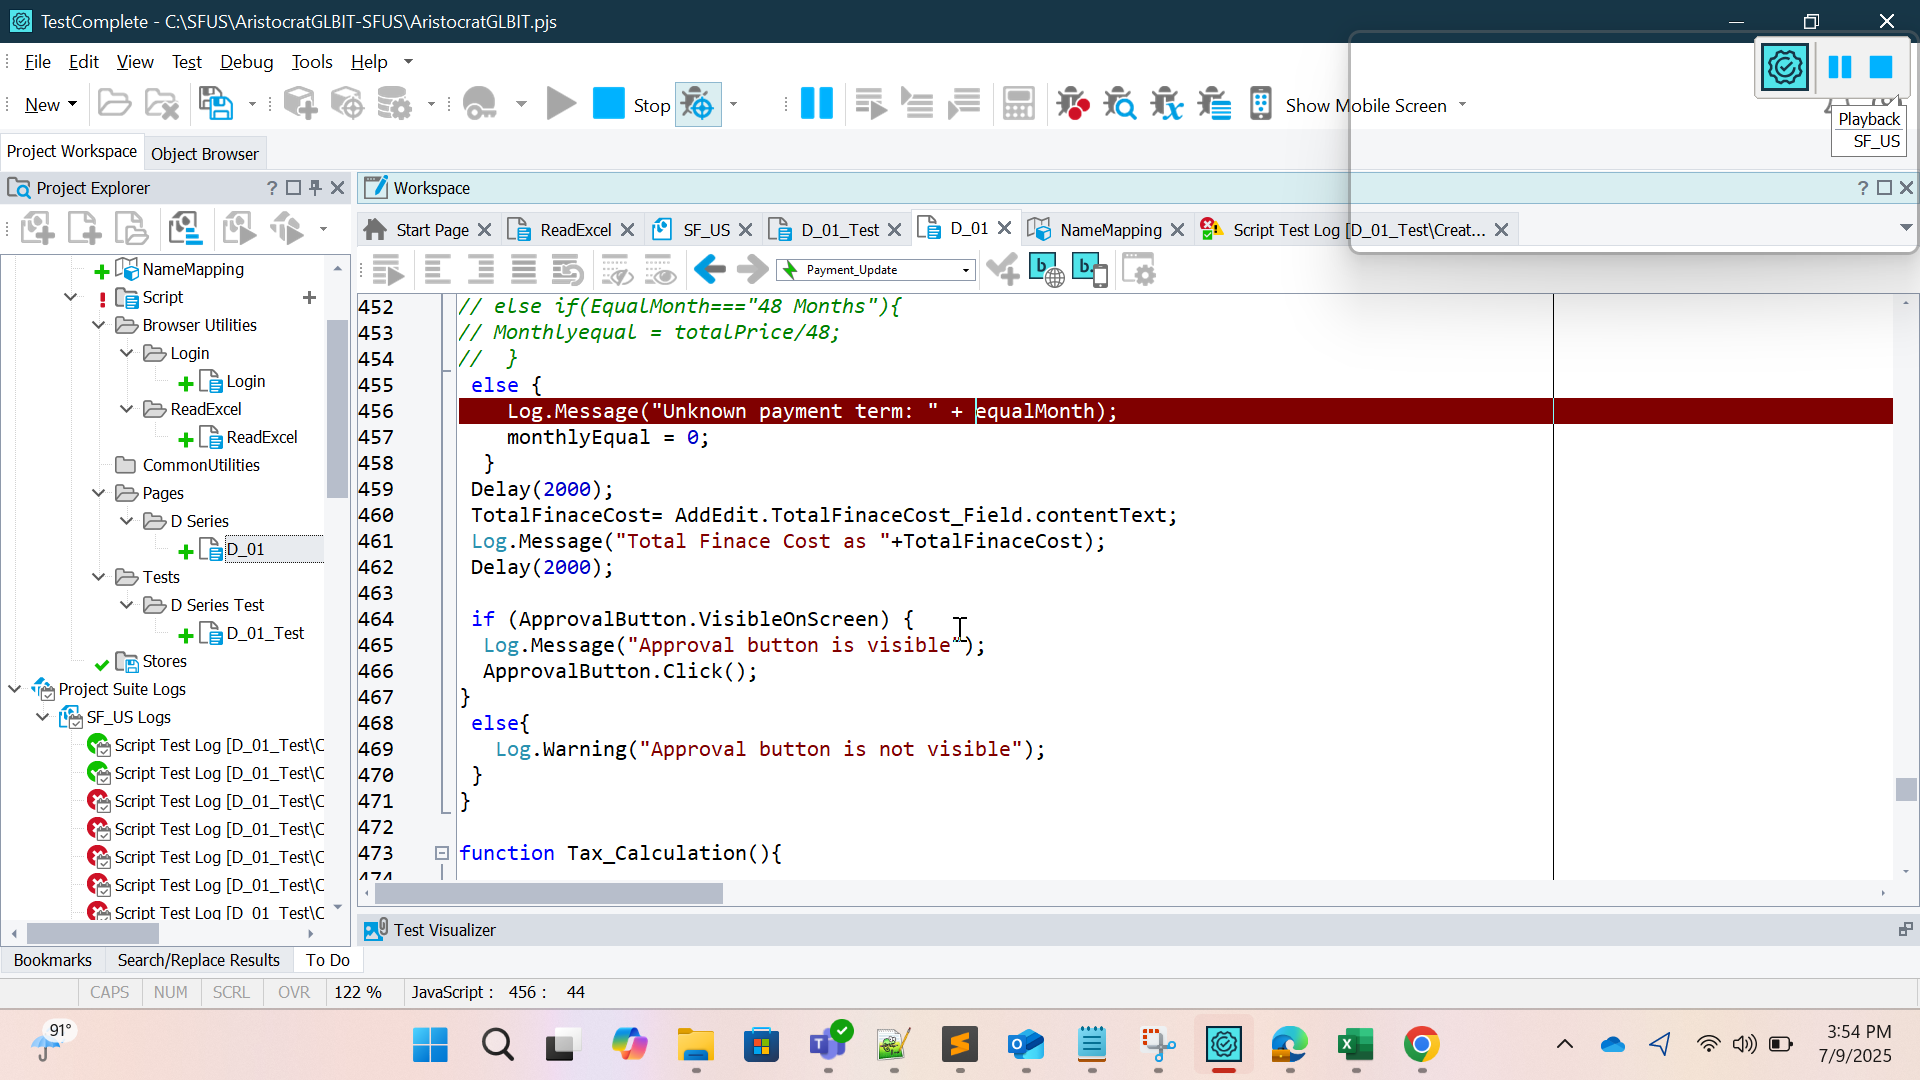 TestComplete - C:\SFUS\AristocratGLBIT-SFUS\AristocratGLBIT.pjs
File Edit View Test Debug Tools Help
New Stop Show Mobile Screen
Playback
SF_US
Project Workspace Object Browser
Project Explorer
Workspace
Start Page ReadExcel SF_US D_01_Test D_01 NameMapping Script Test Log [D_01_Test\Creat...
Payment_Update
NameMapping
Script
Browser Utilities
Login
Login
ReadExcel
ReadExcel
CommonUtilities
Pages
D Series
D_01
Tests
D Series Test
D_01_Test
Stores
Project Suite Logs
SF_US Logs
Script Test Log [D_01_Test\C
Script Test Log [D_01_Test\C
Script Test Log [D_01_Test\C
Script Test Log [D_01_Test\C
Script Test Log [D_01_Test\C
Script Test Log [D_01_Test\C
Script Test Log [D_01_Test\C
452 // else if(EqualMonth==="48 Months"){
453 // Monthlyequal = totalPrice/48;
454 //  }
455 else {
456 Log.Message("Unknown payment term: " + equalMonth);
457 monthlyEqual = 0;
458 }
459 Delay(2000);
460 TotalFinaceCost= AddEdit.TotalFinaceCost_Field.contentText;
461 Log.Message("Total Finace Cost as "+TotalFinaceCost);
462 Delay(2000);
463
464 if (ApprovalButton.VisibleOnScreen) {
465 Log.Message("Approval button is visible");
466 ApprovalButton.Click();
467 }
468 else{
469 Log.Warning("Approval button is not visible");
470 }
471 }
472
473 function Tax_Calculation(){
474
Test Visualizer
Bookmarks Search/Replace Results To Do
CAPS NUM SCRL OVR 122 % JavaScript : 456 : 44
91°
3:54 PM
7/9/2025